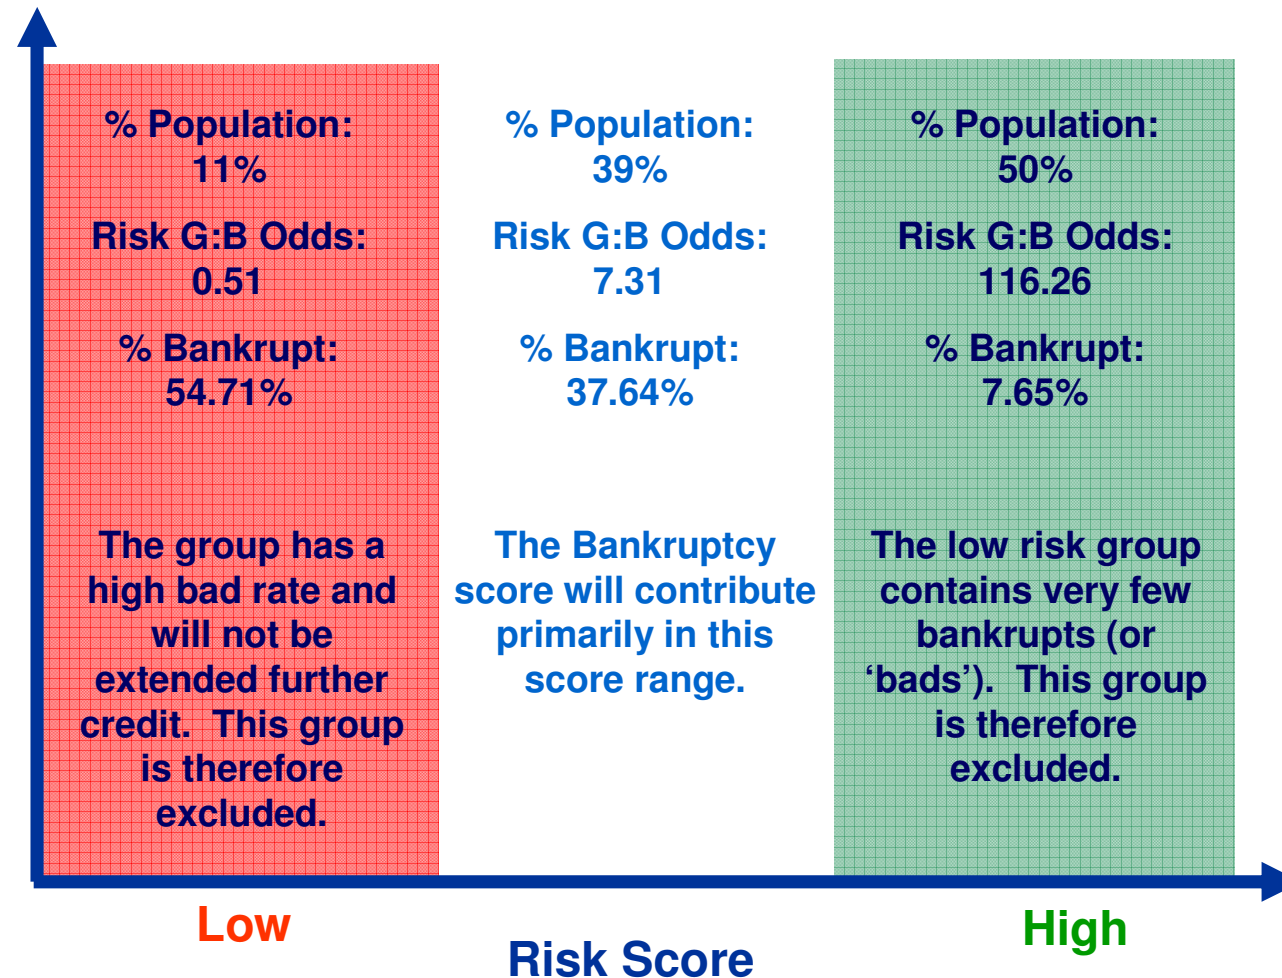 % Population:
11%
Risk G:B Odds:
0.51
% Bankrupt:
54.71%
The group has a
high bad rate and
will not be
extended further
credit.  This group
is therefore
excluded.
% Population:
39%
Risk G:B Odds:
7.31
% Bankrupt:
37.64%
The Bankruptcy
score will contribute
primarily in this
score range.
% Population:
50%
Risk G:B Odds:
116.26
% Bankrupt:
7.65%
The low risk group
contains very few
bankrupts (or
‘bads’).  This group
is therefore
excluded.
Low
Risk Score
High